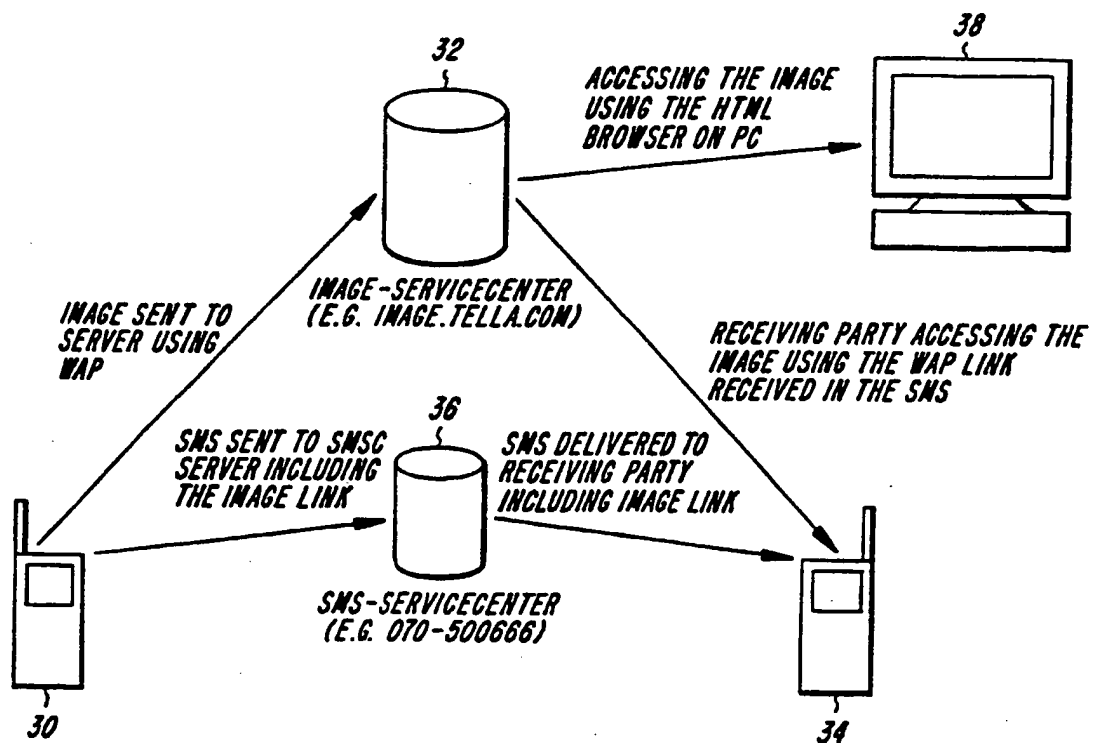 38
32
ACCESSING THE IMAGE
USING THE HTML
BROWSER ON PC
IMAGE-SERVICECENTER
(E.G. IMAGE.TELLA.COM)
IMAGE SENT TO
SERVER USING
WAP
RECEIVING PARTY ACCESSING THE
IMAGE USING THE WAP LINK
RECEIVED IN THE SMS
36
SMS SENT TO SMSC
SERVER INCLUDING
THE IMAGE LINK
SMS DELIVERED TO
RECEIVING PARTY
INCLUDING IMAGE LINK
SMS-SERVICECENTER
(E.G. 070-500666)
30
34